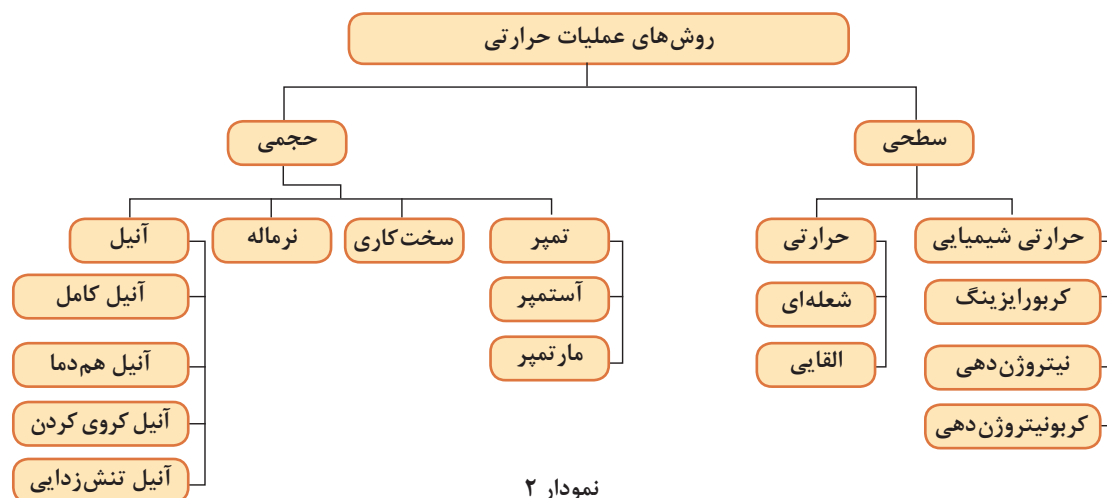 روش‌های عملیات حرارتی
سطحی
حجمی
حرارتی شیمیایی
کربورایزینگ
نیتروژن‌دهی
کربونیتروژن‌دهی
حرارتی
شعله‌ای
القایی
تمپر
آستمپر
مارتمپر
سخت‌کاری
نرماله
آنیل
آنیل کامل
آنیل هم‌دما
آنیل کروی کردن
آنیل تنش‌زدایی
نمودار ۲